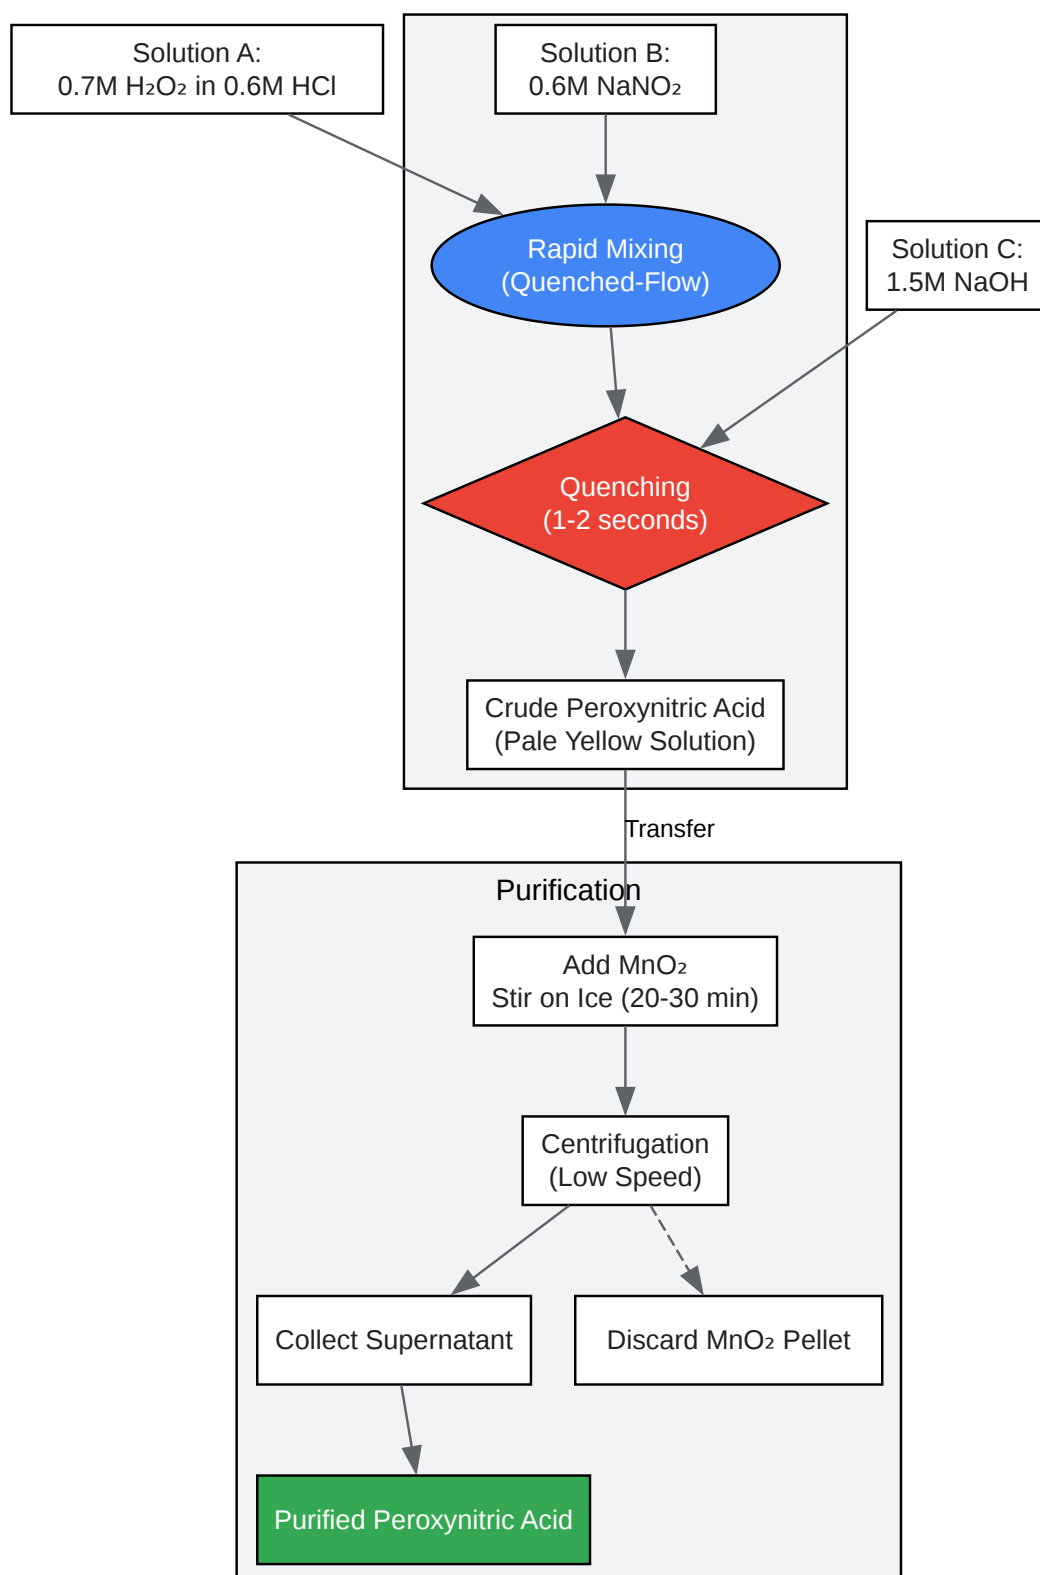 Solution A:
0.7M H₂O₂ in 0.6M HCl
Solution B:
0.6M NaNO₂
Rapid Mixing
(Quenched-Flow)
Solution C:
1.5M NaOH
Quenching
(1-2 seconds)
Crude Peroxynitric Acid
(Pale Yellow Solution)
Transfer
Purification
Add MnO₂
Stir on Ice (20-30 min)
Centrifugation
(Low Speed)
Collect Supernatant
Discard MnO₂ Pellet
Purified Peroxynitric Acid